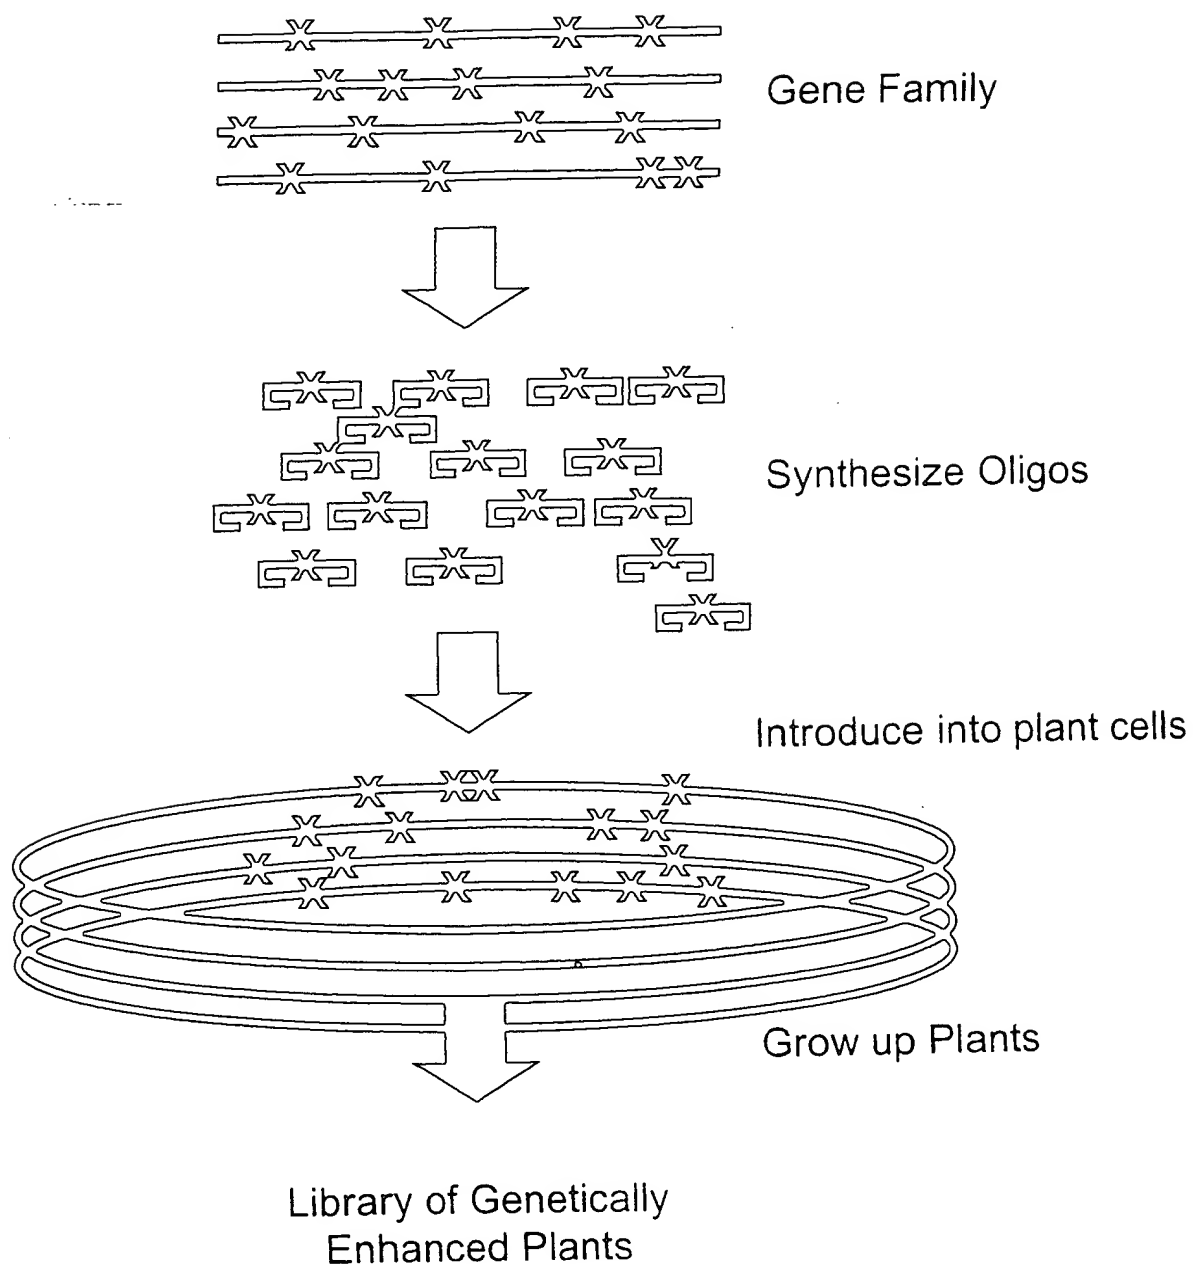 Gene Family
Synthesize Oligos
Introduce into plant cells
Grow up Plants
Library of Genetically
Enhanced Plants